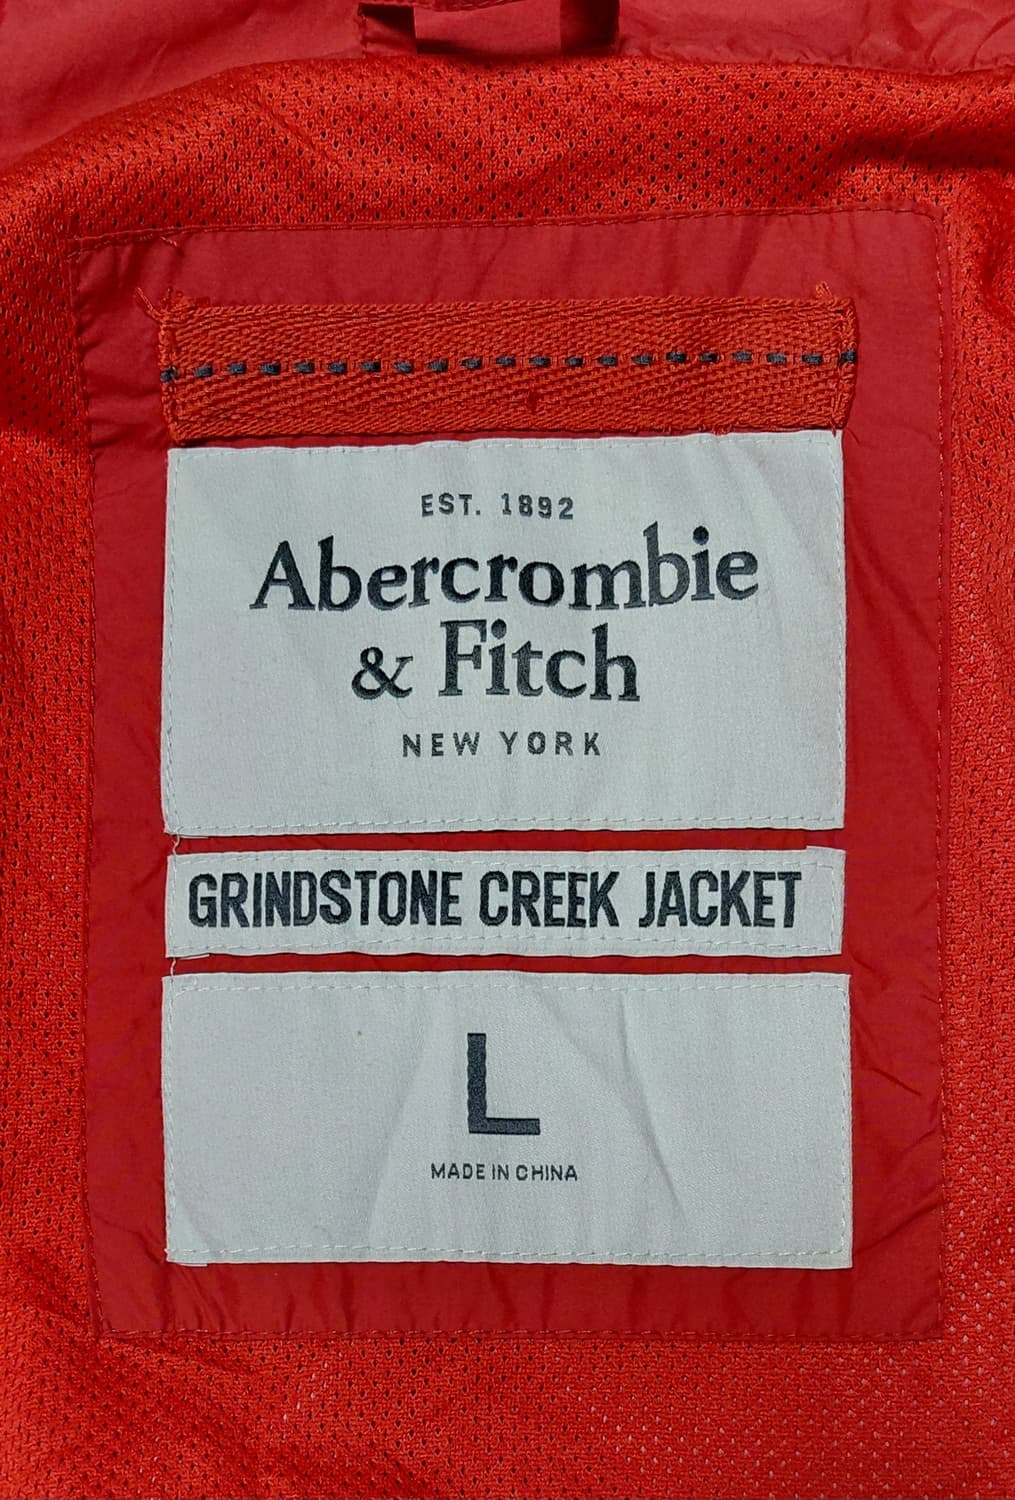 EST. 1892
Abercrombie
& Fitch
NEW YORK
GRINDSTONE CREEK JACKET
L
MADE IN CHINA